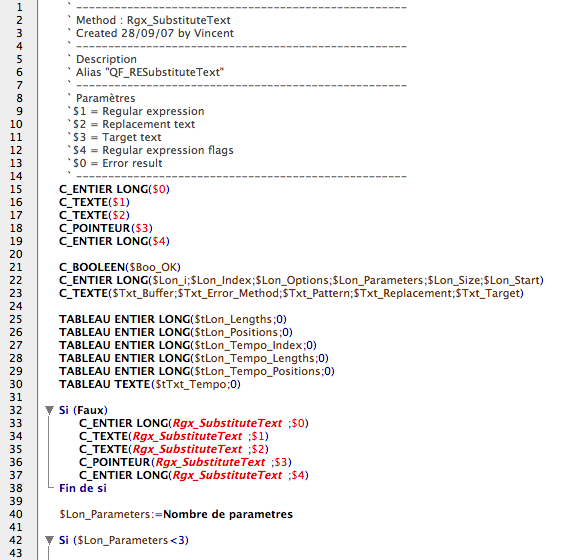 1 ` ----------------------------------------------------
2 ` Method : Rgx_SubstituteText
3 ` Created 28/09/07 by Vincent
4 ` ----------------------------------------------------
5 ` Description
6 ` Alias "QF_RESubstituteText"
7 ` ----------------------------------------------------
8 ` Paramètres
9 `$1 = Regular expression
10 `$2 = Replacement text
11 `$3 = Target text
12 `$4 = Regular expression flags
13 `$0 = Error result
14 ` ----------------------------------------------------
15 C_ENTIER LONG($0)
16 C_TEXTE($1)
17 C_TEXTE($2)
18 C_POINTEUR($3)
19 C_ENTIER LONG($4)
20
21 C_BOOLEEN($Boo_OK)
22 C_ENTIER LONG($Lon_i;$Lon_Index;$Lon_Options;$Lon_Parameters;$Lon_Size;$Lon_Start)
23 C_TEXTE($Txt_Buffer;$Txt_Error_Method;$Txt_Pattern;$Txt_Replacement;$Txt_Target)
24
25 TABLEAU ENTIER LONG($tLon_Lengths;0)
26 TABLEAU ENTIER LONG($tLon_Positions;0)
27 TABLEAU ENTIER LONG($tLon_Tempo_Index;0)
28 TABLEAU ENTIER LONG($tLon_Tempo_Lengths;0)
29 TABLEAU ENTIER LONG($tLon_Tempo_Positions;0)
30 TABLEAU TEXTE($tTxt_Tempo;0)
31
32 Si (Faux)
33 C_ENTIER LONG(Rgx_SubstituteText ;$0)
34 C_TEXTE(Rgx_SubstituteText ;$1)
35 C_TEXTE(Rgx_SubstituteText ;$2)
36 C_POINTEUR(Rgx_SubstituteText ;$3)
37 C_ENTIER LONG(Rgx_SubstituteText ;$4)
38 Fin de si
39
40 $Lon_Parameters:=Nombre de parametres
41
42 Si ($Lon_Parameters<3)
43